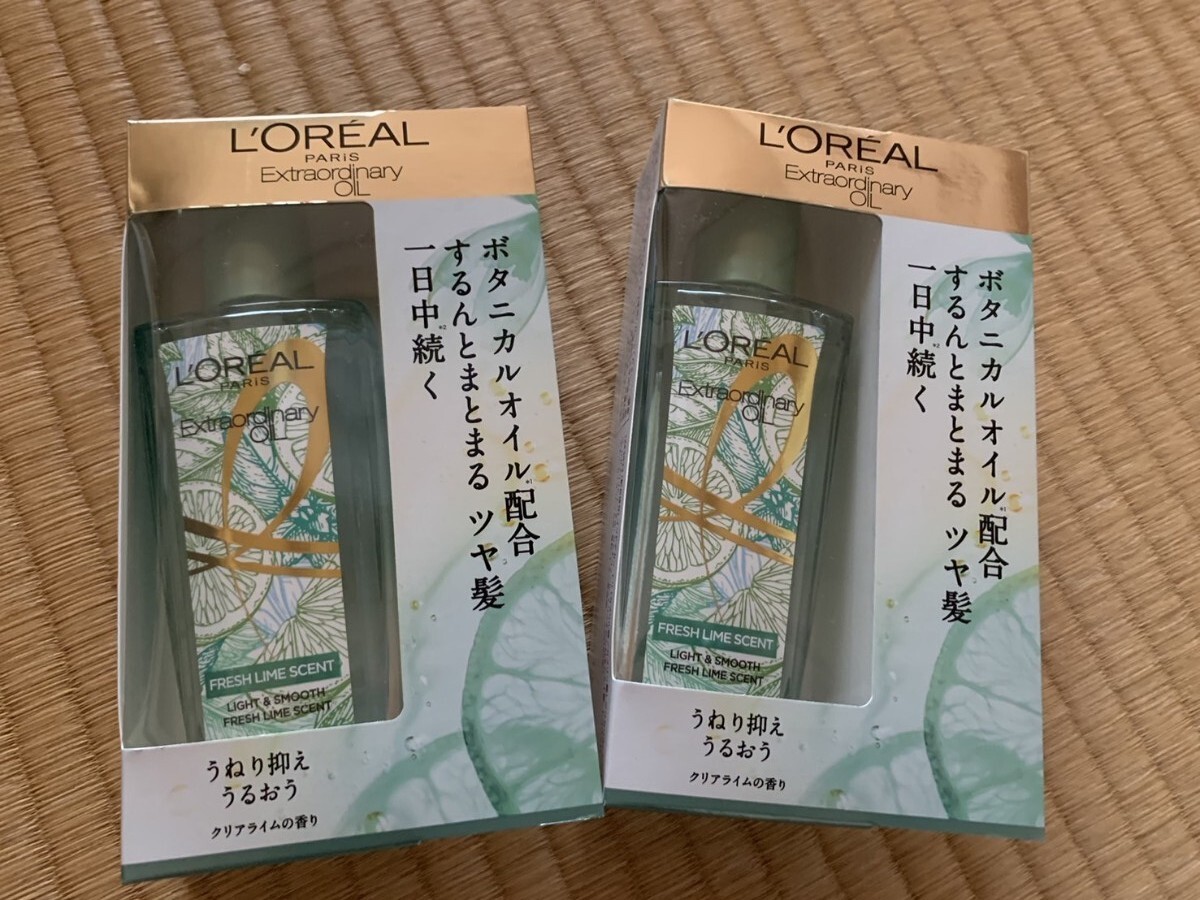 L'ORÉAL
PARIS
Extraordinary
OIL
ボタニカルオイル*1配合
するんとまとまる ツヤ髪
一日中*2続く
L'ORÉAL
PARIS
Extraordinary
OIL
FRESH LIME SCENT
LIGHT & SMOOTH
FRESH LIME SCENT
うねり抑え
うるおう
クリアライムの香り
L'ORÉAL
PARIS
Extraordinary
OIL
ボタニカルオイル*1配合
するんとまとまる ツヤ髪
一日中*2続く
L'ORÉAL
PARIS
Extraordinary
OIL
FRESH LIME SCENT
LIGHT & SMOOTH
FRESH LIME SCENT
うねり抑え
うるおう
クリアライムの香り